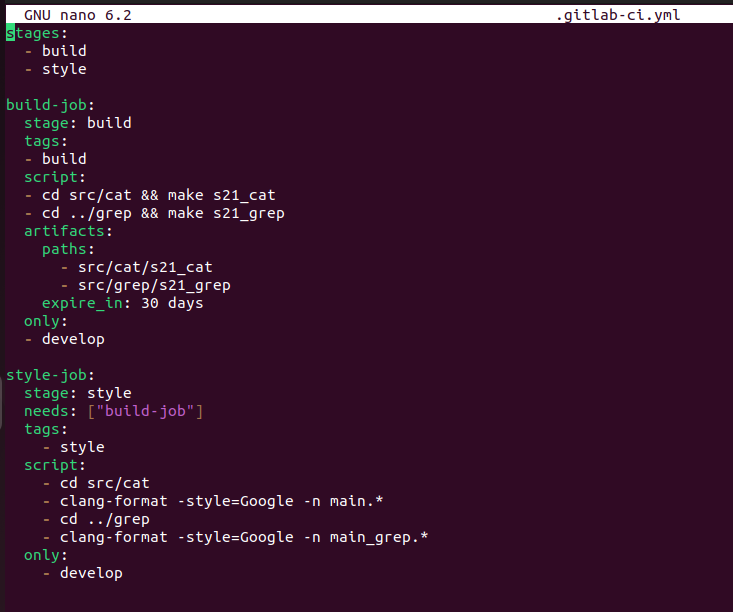 GNU nano 6.2 .gitlab-ci.yml
stages:
  - build
  - style

build-job:
  stage: build
  tags:
  - build
  script:
  - cd src/cat && make s21_cat
  - cd ../grep && make s21_grep
  artifacts:
    paths:
      - src/cat/s21_cat
      - src/grep/s21_grep
    expire_in: 30 days
  only:
  - develop

style-job:
  stage: style
  needs: ["build-job"]
  tags:
    - style
  script:
    - cd src/cat
    - clang-format -style=Google -n main.*
    - cd ../grep
    - clang-format -style=Google -n main_grep.*
  only:
    - develop